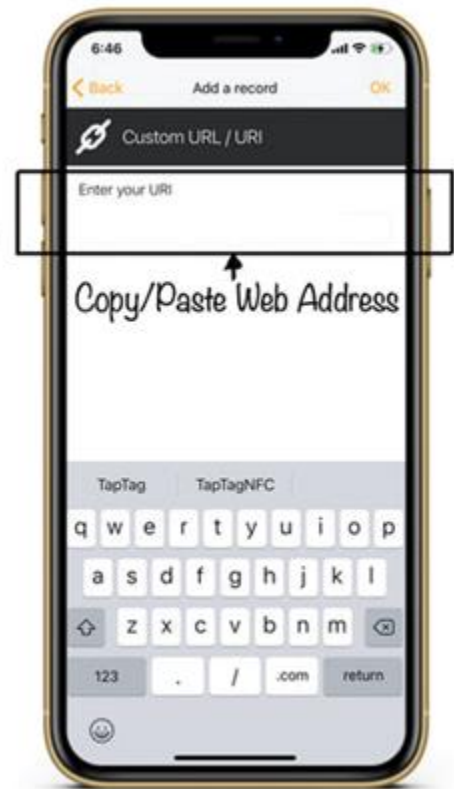 6:46
Back Add a record OK
Custom URL / URI
Enter your URI
Copy/Paste Web Address
TapTag TapTagNFC
q w e r t y u i o p
a s d f g h j k l
z x c v b n m
123 . / .com return